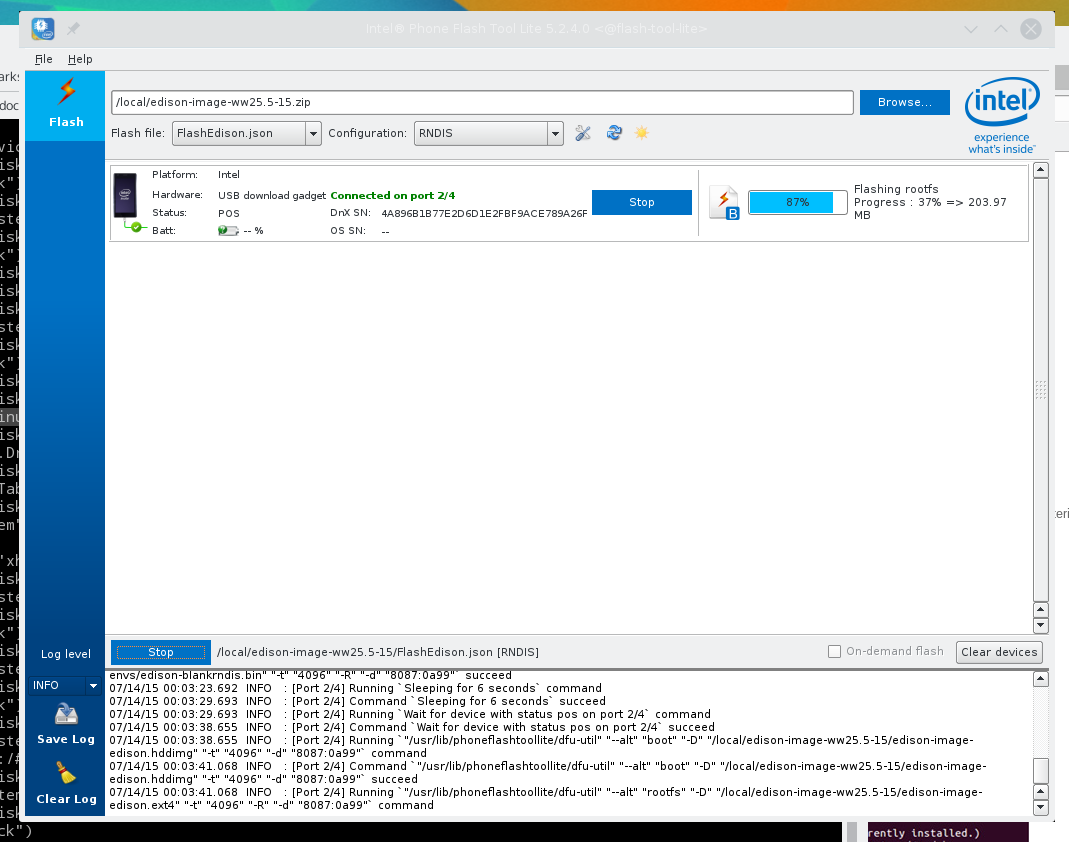 Intel® Phone Flash Tool Lite 5.2.4.0 <@flash-tool-lite>
File Help
Flash
/local/edison-image-ww25.5-15.zip
Browse...
intel
experience
what's inside™
Flash file: FlashEdison.json Configuration: RNDIS
Platform: Intel
Hardware: USB download gadget Connected on port 2/4
Status: POS DnX SN: 4A896B1B77E2D6D1E2FBF9ACE789A26F
Batt: -- % OS SN: --
Stop
B
87%
Flashing rootfs
Progress : 37% => 203.97
MB
Log level
INFO
Save Log
Clear Log
Stop /local/edison-image-ww25.5-15/FlashEdison.json [RNDIS] On-demand flash Clear devices
envs/edison-blankrndis.bin" "-t" "4096" "-R" "-d" "8087:0a99"` succeed
07/14/15 00:03:23.692 INFO : [Port 2/4] Running `Sleeping for 6 seconds` command
07/14/15 00:03:29.693 INFO : [Port 2/4] Command `Sleeping for 6 seconds` succeed
07/14/15 00:03:29.693 INFO : [Port 2/4] Running `Wait for device with status pos on port 2/4` command
07/14/15 00:03:38.655 INFO : [Port 2/4] Command `Wait for device with status pos on port 2/4` succeed
07/14/15 00:03:38.655 INFO : [Port 2/4] Running `"/usr/lib/phoneflashtoollite/dfu-util" "--alt" "boot" "-D" "/local/edison-image-ww25.5-15/edison-image-
edison.hddimg" "-t" "4096" "-d" "8087:0a99"` command
07/14/15 00:03:41.068 INFO : [Port 2/4] Command `"/usr/lib/phoneflashtoollite/dfu-util" "--alt" "boot" "-D" "/local/edison-image-ww25.5-15/edison-image-
edison.hddimg" "-t" "4096" "-d" "8087:0a99"` succeed
07/14/15 00:03:41.068 INFO : [Port 2/4] Running `"/usr/lib/phoneflashtoollite/dfu-util" "--alt" "rootfs" "-D" "/local/edison-image-ww25.5-15/edison-image-
edison.ext4" "-t" "4096" "-R" "-d" "8087:0a99"` command
ck")
rently installed.)